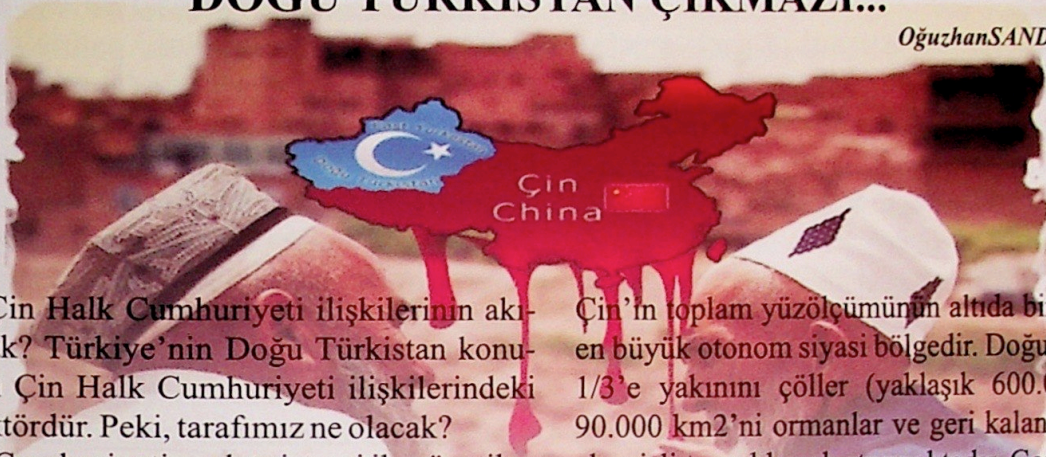 DOĞU TÜRKİSTAN ÇIKMAZI...
Oğuzhan SAND
Çin
China
Çin Halk Cumhuriyeti ilişkilerinin akı-
k? Türkiye'nin Doğu Türkistan konu-
Çin Halk Cumhuriyeti ilişkilerindeki
tördür. Peki, tarafımız ne olacak?
Çin'in toplam yüzölçümünün altıda bi
en büyük otonom siyasi bölgedir. Doğu
1/3'e yakınını çöller (yaklaşık 600.
90.000 km2'ni ormanlar ve geri kalan